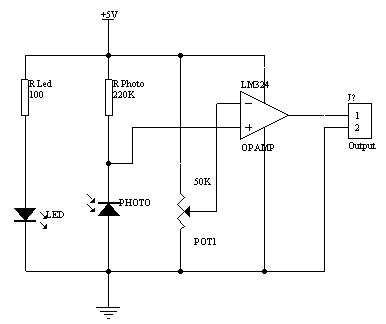 +5V
R Led
100
R Photo
220K
LM324
J?
1
2
Output
OPAMP
50K
LED
PHOTO
POT1